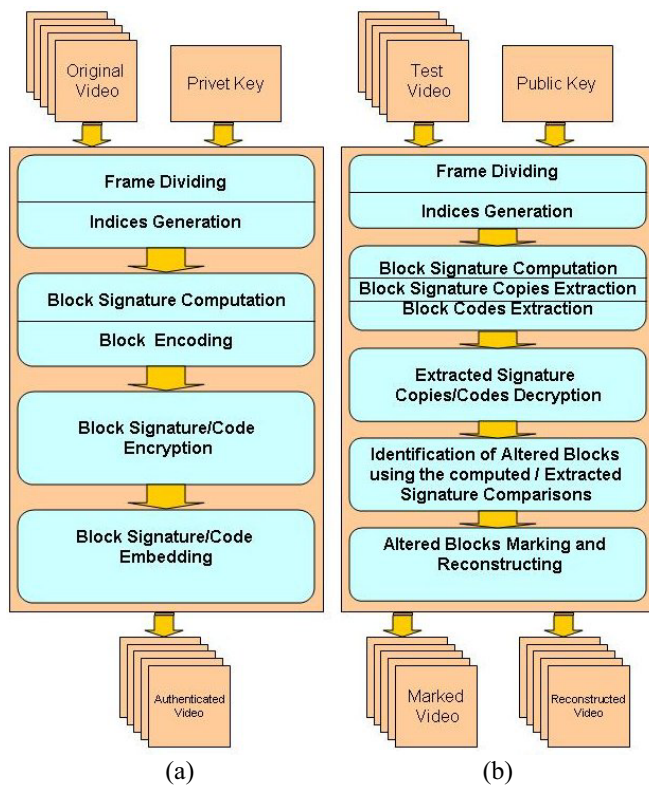 Original
Video
Privet Key
Frame Dividing
Indices Generation
Block Signature Computation
Block Encoding
Block Signature/Code
Encryption
Block Signature/Code
Embedding
Authenticated
Video
(a)
Test
Video
Public Key
Frame Dividing
Indices Generation
Block Signature Computation
Block Signature Copies Extraction
Block Codes Extraction
Extracted Signature
Copies/Codes Decryption
Identification of Altered Blocks
using the computed / Extracted
Signature Comparisons
Altered Blocks Marking and
Reconstructing
Marked
Video
Reconstructed
Video
(b)